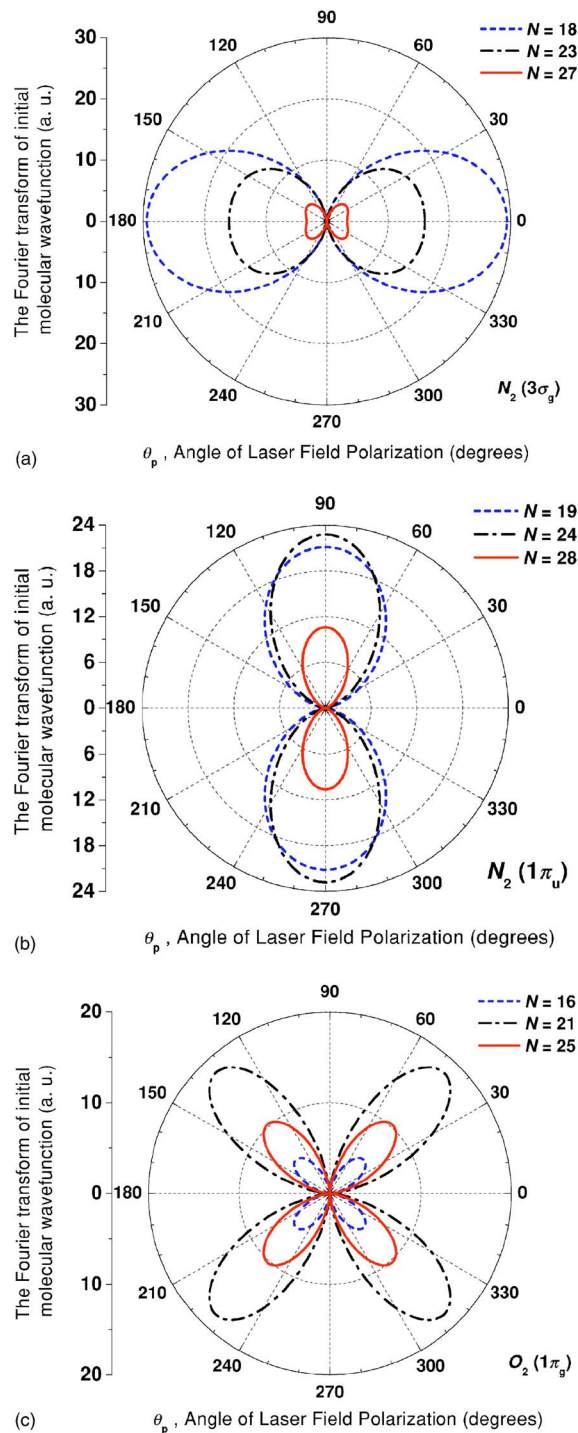 90
120
60
N = 18
N = 23
N = 27
30
20
10
0
10
20
30
150
30
180
0
210
330
240
300
270
The Fourier transform of initial
molecular wavefunction (a. u.)
N2 (3σg)
(a)
θp , Angle of Laser Field Polarization (degrees)
90
120
60
N = 19
N = 24
N = 28
24
18
12
6
0
6
12
18
24
150
30
180
0
210
330
240
300
270
The Fourier transform of initial
molecular wavefunction (a. u.)
N2 (1πu)
(b)
θp , Angle of Laser Field Polarization (degrees)
90
120
60
N = 16
N = 21
N = 25
20
10
0
10
20
150
30
180
0
210
330
240
300
270
The Fourier transform of initial
molecular wavefunction (a. u.)
O2 (1πg)
(c)
θp , Angle of Laser Field Polarization (degrees)